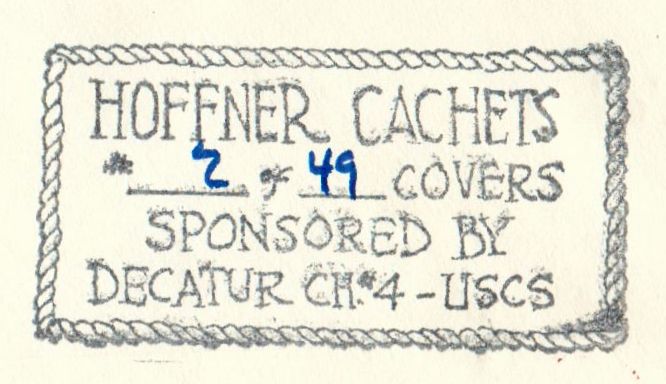 HOFFNER CACHETS
# 2 of 49 COVERS
SPONSORED BY
DECATUR CH.#4-USCS